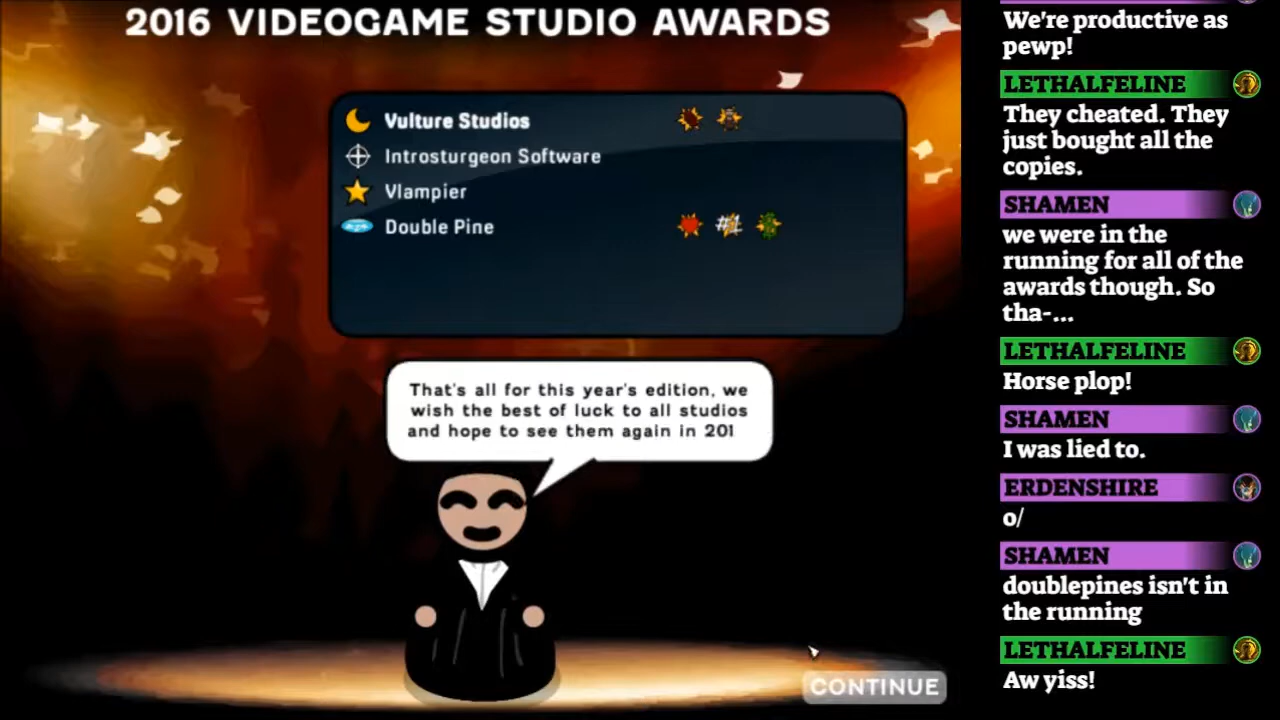 2016 VIDEOGAME STUDIO AWARDS
Vulture Studios
Introsturgeon Software
Vlampier
Double Pine
#1
That's all for this year's edition, we
wish the best of luck to all studios
and hope to see them again in 201
CONTINUE
We're productive as
pewp!
LETHALFELINE
They cheated. They
just bought all the
copies.
SHAMEN
we were in the
running for all of the
awards though. So
tha-...
LETHALFELINE
Horse plop!
SHAMEN
I was lied to.
ERDENSHIRE
o/
SHAMEN
doublepines isn't in
the running
LETHALFELINE
Aw yiss!